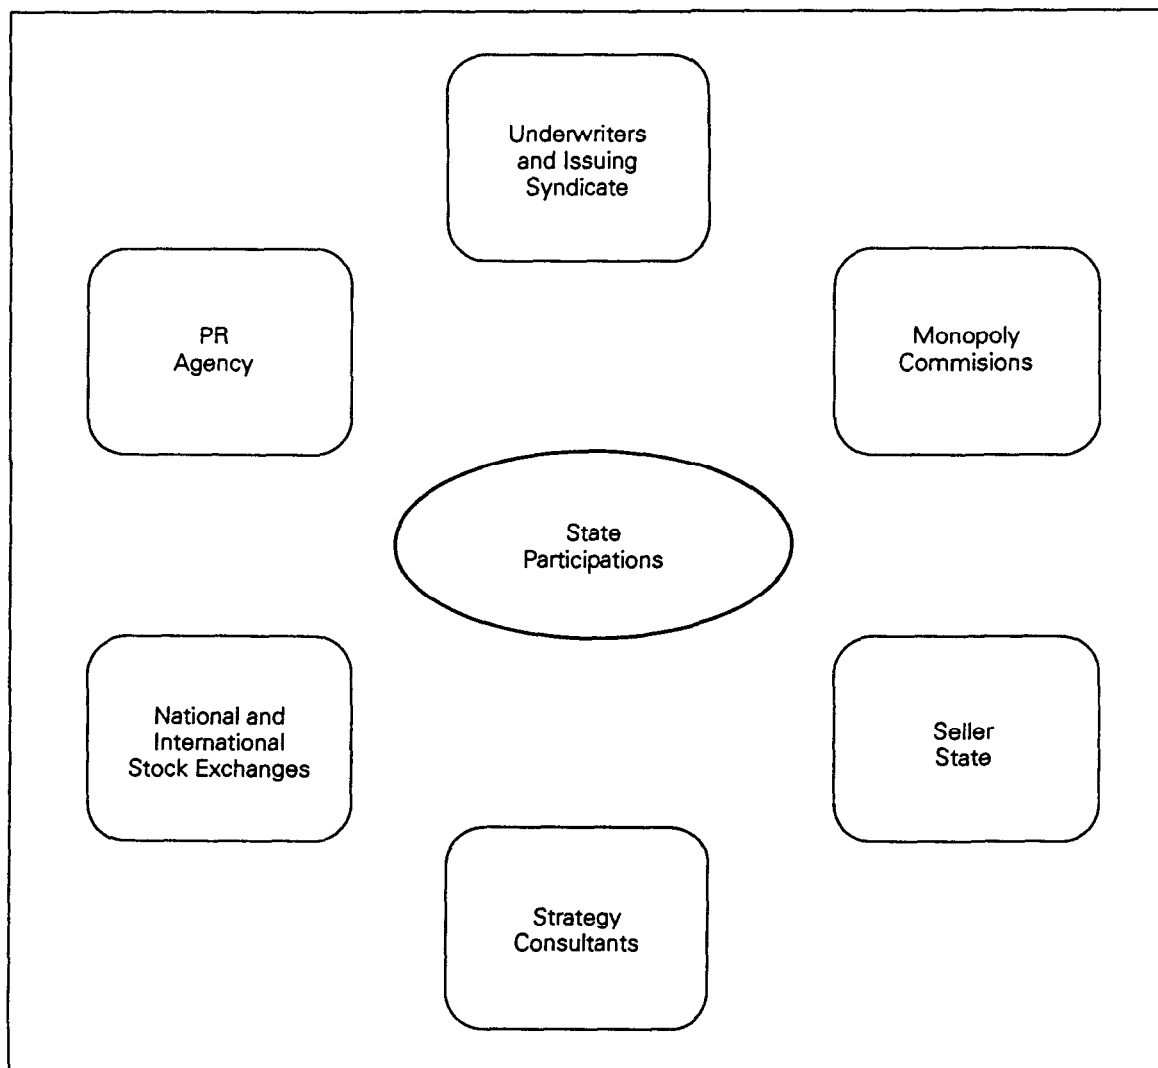 Underwriters
and Issuing
Syndicate
PR
Agency
Monopoly
Commisions
State
Participations
National and
International
Stock Exchanges
Seller
State
Strategy
Consultants